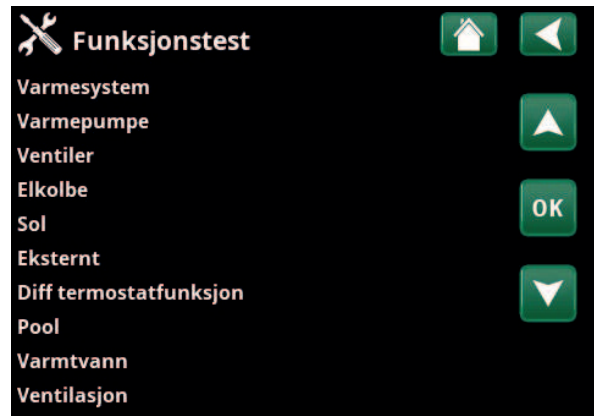 Funksjonstest
Varmesystem
Varmepumpe
Ventiler
Elkolbe
OK
Sol
Eksternt
Diff termostatfunksjon
Pool
Varmtvann
Ventilasjon